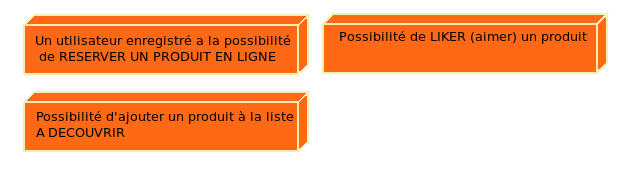 Un utilisateur enregistré a la possibilité
de RESERVER UN PRODUIT EN LIGNE
Possibilité de LIKER (aimer) un produit
Possibilité d'ajouter un produit à la liste
A DECOUVRIR